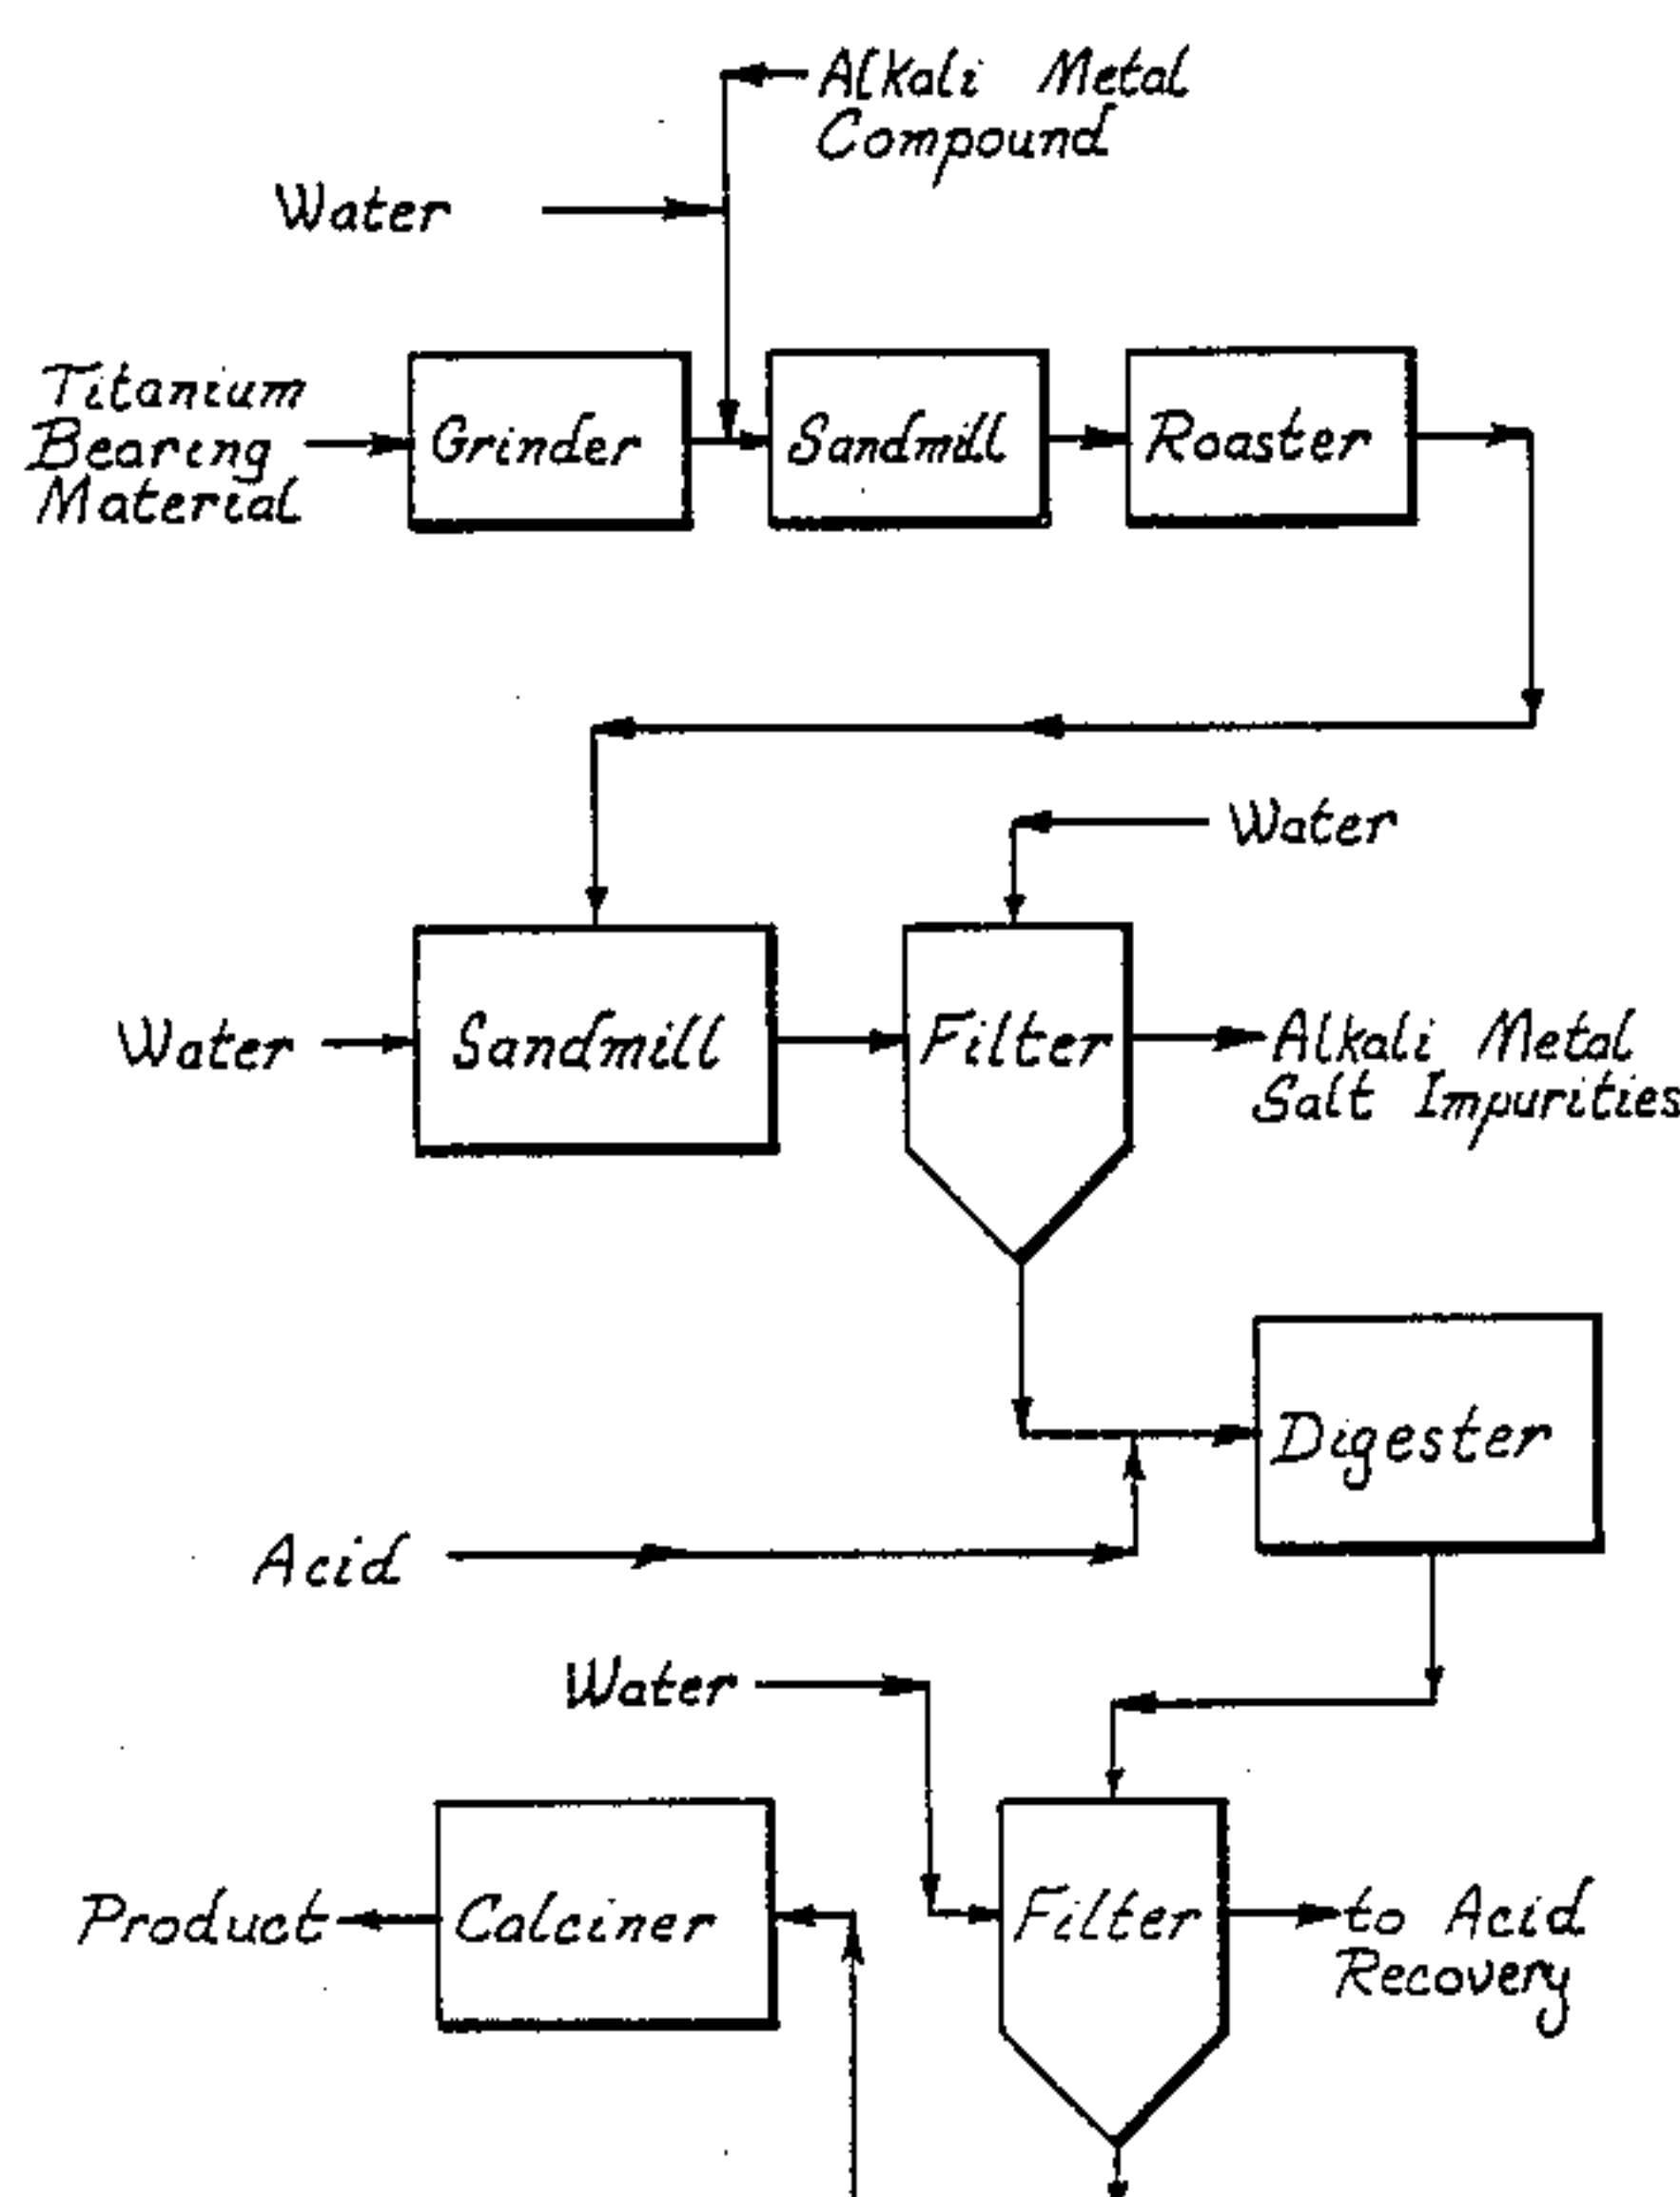 Alkali Metal
Compound
Water
Titanium
Bearing
Material
Grinder
Sandmill
Roaster
Water
Water
Sandmill
Filter
Alkali Metal
Salt Impurities
Digester
Acid
Water
Product
Calciner
Filter
to Acid
Recovery